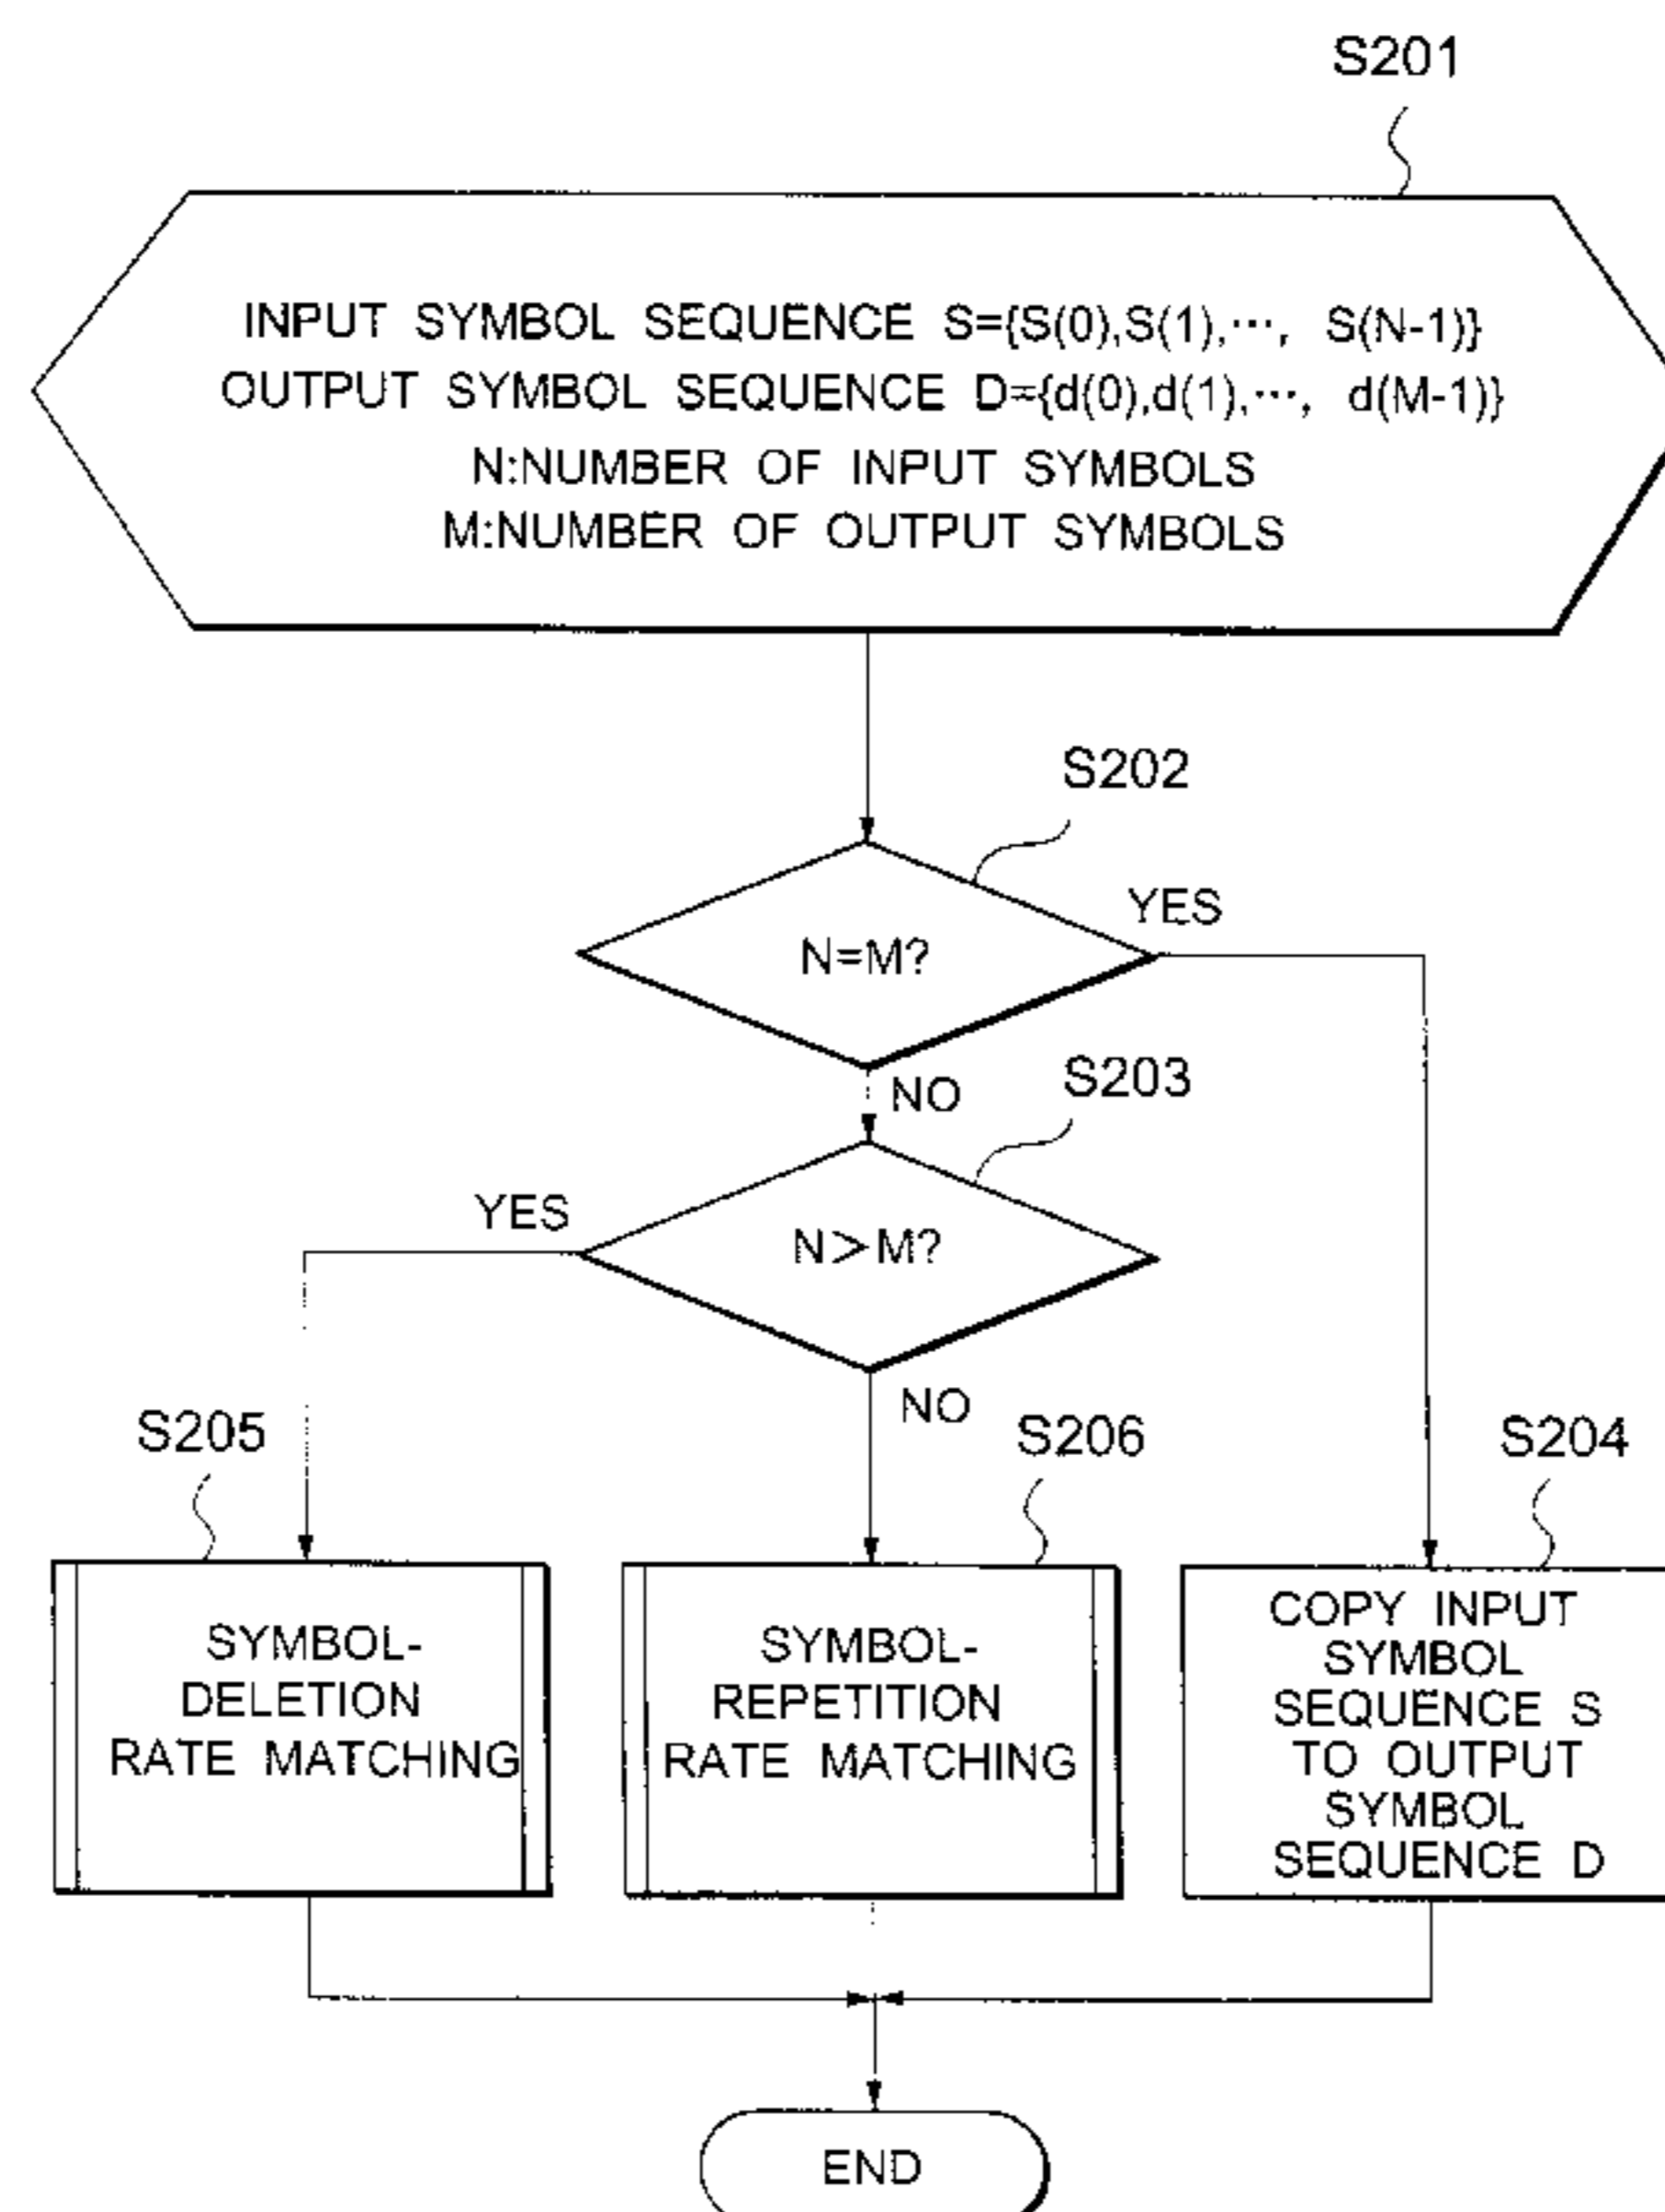 S201
INPUT SYMBOL SEQUENCE S={S(0),S(1),⋯, S(N-1)}
OUTPUT SYMBOL SEQUENCE D={d(0),d(1),⋯, d(M-1)}
N:NUMBER OF INPUT SYMBOLS
M:NUMBER OF OUTPUT SYMBOLS
S202
YES
N=M?
NO
S203
YES
N>M?
NO
S205
S206
S204
SYMBOL-
DELETION
RATE MATCHING
SYMBOL-
REPETITION
RATE MATCHING
COPY INPUT
SYMBOL
SEQUENCE S
TO OUTPUT
SYMBOL
SEQUENCE D
END